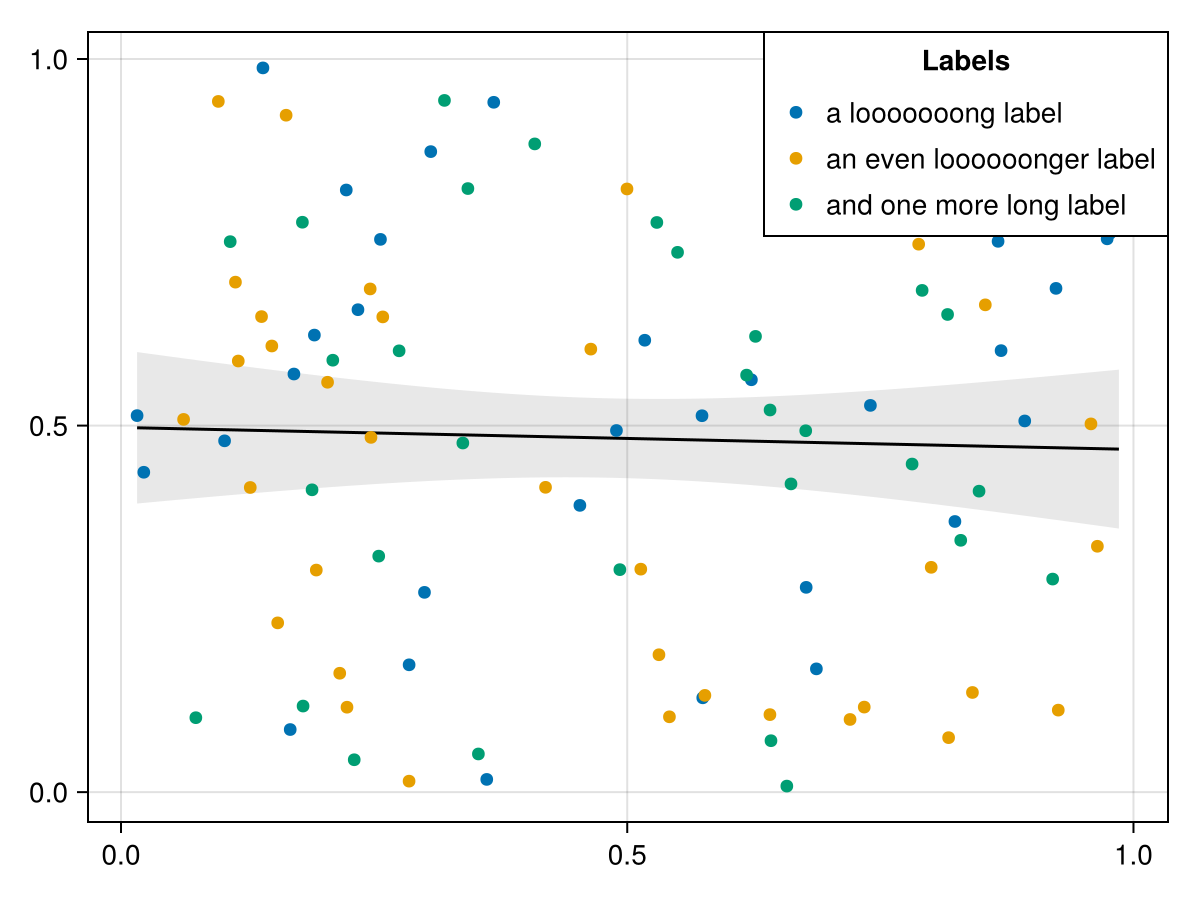 1.0
Labels
a looooooong label
an even loooooonger label
and one more long label
0.5
0.0
0.0 0.5 1.0